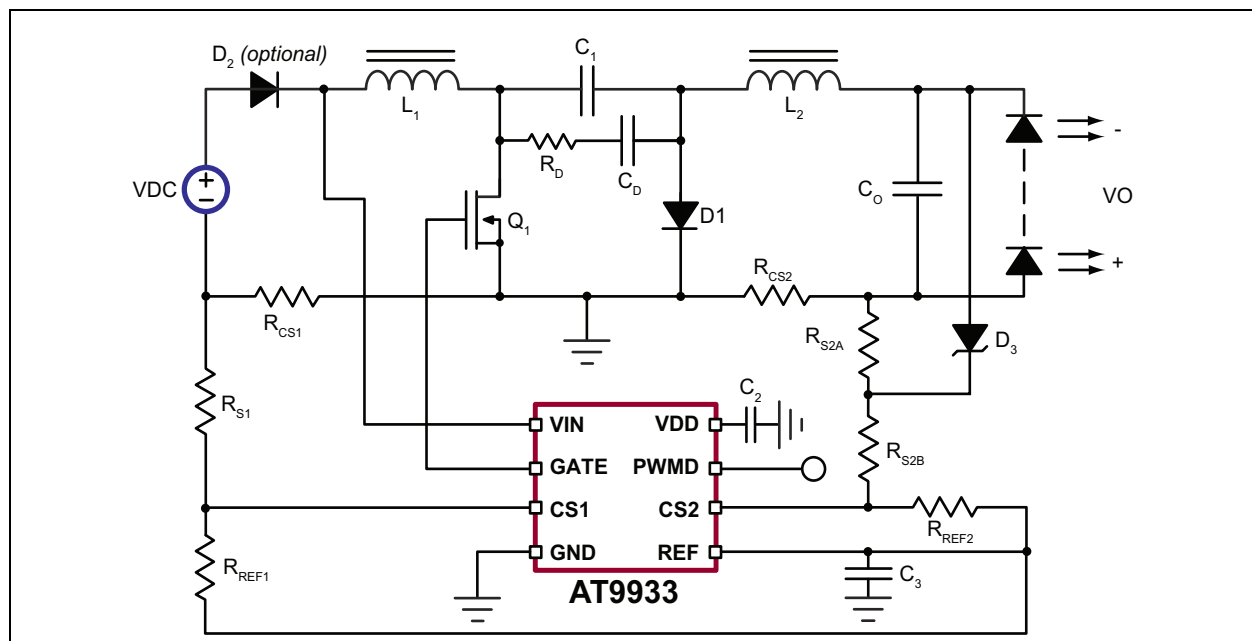 D2 (optional)
L1
C1
L2
RD
CD
VDC
+
−
Q1
D1
CO
-
VO
+
RCS1
RCS2
RS2A
D3
RS1
C2
VIN
VDD
RS2B
GATE
PWMD
CS1
CS2
RREF2
GND
REF
RREF1
C3
AT9933